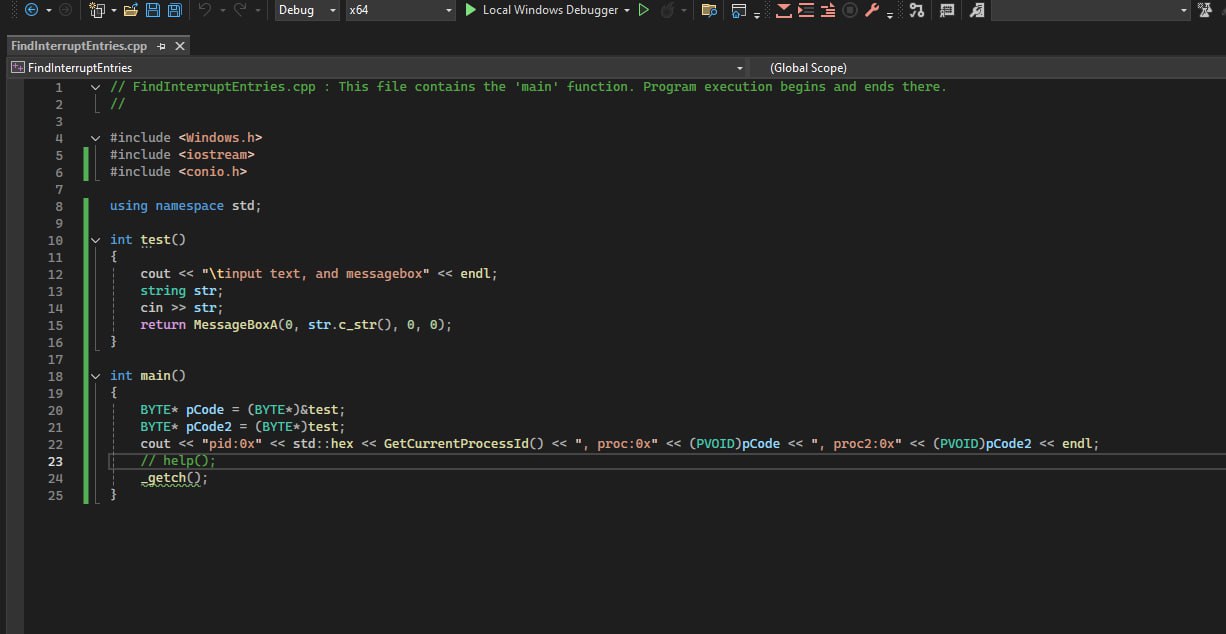 Debug x64 Local Windows Debugger
FindInterruptEntries.cpp
FindInterruptEntries (Global Scope)
1 // FindInterruptEntries.cpp : This file contains the 'main' function. Program execution begins and ends there.
2 //
3
4 #include <Windows.h>
5 #include <iostream>
6 #include <conio.h>
7
8 using namespace std;
9
10 int test()
11 {
12 cout << "\tinput text, and messagebox" << endl;
13 string str;
14 cin >> str;
15 return MessageBoxA(0, str.c_str(), 0, 0);
16 }
17
18 int main()
19 {
20 BYTE* pCode = (BYTE*)&test;
21 BYTE* pCode2 = (BYTE*)test;
22 cout << "pid:0x" << std::hex << GetCurrentProcessId() << ", proc:0x" << (PVOID)pCode << ", proc2:0x" << (PVOID)pCode2 << endl;
23 // help();
24 _getch();
25 }